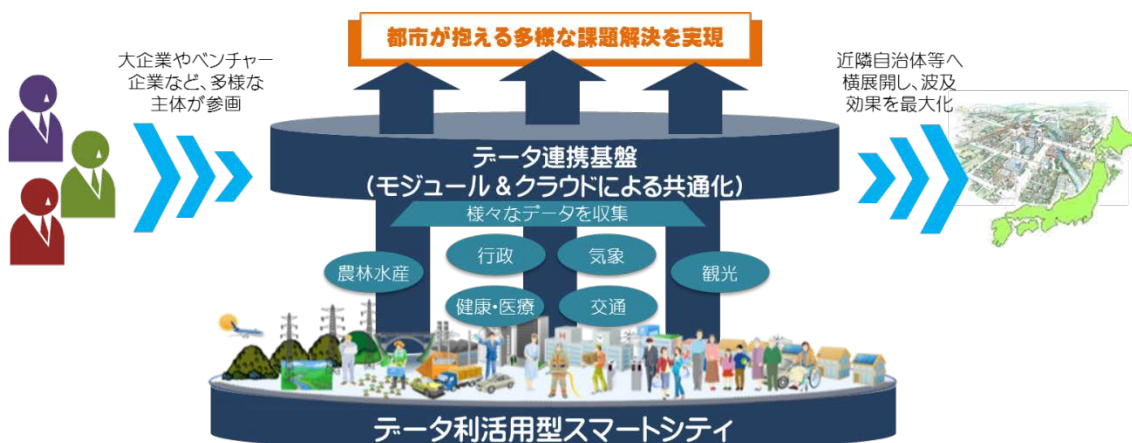 都市が抱える多様な課題解決を実現
大企業やベンチャー
企業など、多様な
主体が参画
近隣自治体等へ
横展開し、波及
効果を最大化
データ連携基盤
(モジュール&クラウドによる共通化)
様々なデータを収集
農林水産
行政
気象
観光
健康・医療
交通
データ利活用型スマートシティ